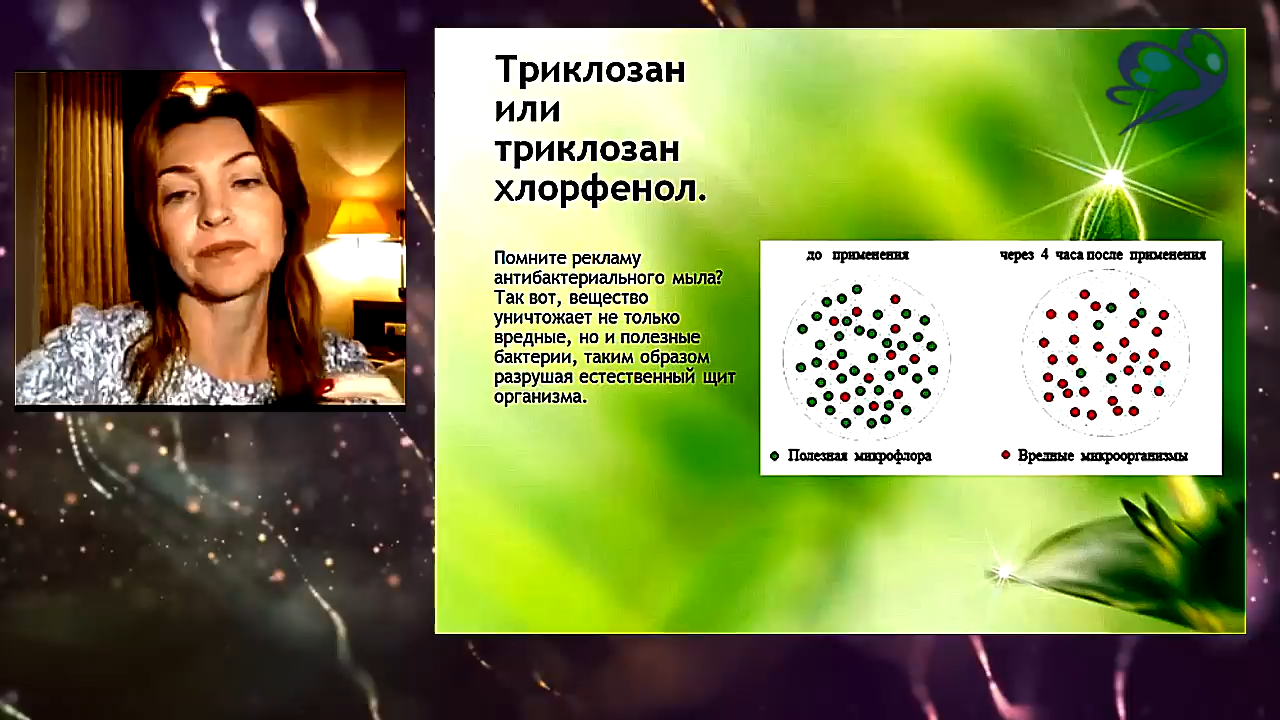 Триклозан
или
триклозан
хлорфенол.
Помните рекламу
антибактериального мыла?
Так вот, вещество
уничтожает не только
вредные, но и полезные
бактерии, таким образом
разрушая естественный щит
организма.
до применения
через 4 часа после применения
Полезная микрофлора
Вредные микроорганизмы